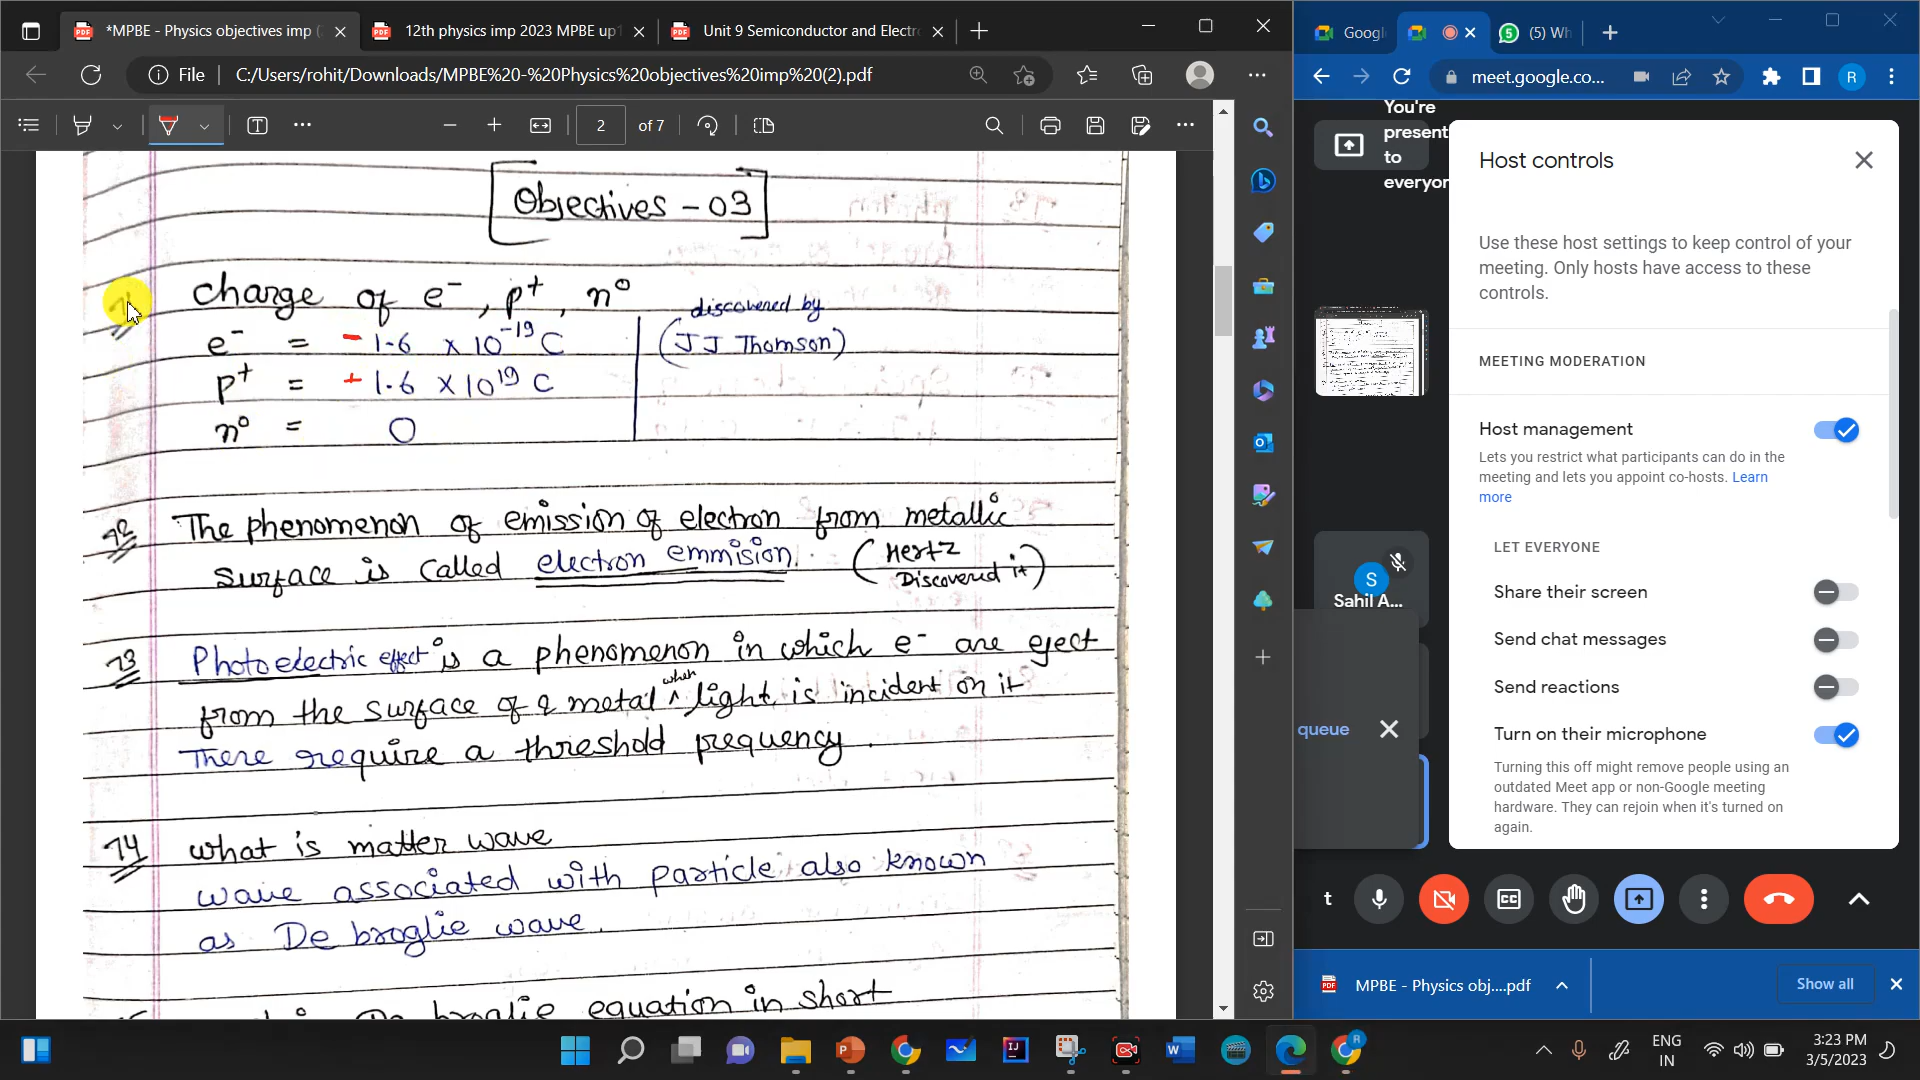 *MPBE - Physics objectives imp (
12th physics imp 2023 MPBE up
Unit 9 Semiconductor and Electr
File
C:/Users/rohit/Downloads/MPBE%20-%20Physics%20objectives%20imp%20(2).pdf
2 of 7
Objectives - 03
charge of e⁻, p⁺, n⁰
discovered by
e⁻ = - 1.6 x 10⁻¹⁹ C
(JJ Thomson)
p⁺ = + 1.6 x 10¹⁹ C
n⁰ = 0
72 The phenomenon of emission of electron from metallic
surface is called electron emmision. (Hertz
Discovered it)
73 Photoelectric effect is a phenomenon in which e⁻ are eject
when
from the surface of a metal ^ light is incident on it
There require a threshold frequency.
74 what is matter wave
wave associated with particle also known
as De broglie wave.
De broglie equation in short
Googl
(5) Wh
meet.google.co...
R
You're
present
to
everyon
Host controls
Use these host settings to keep control of your
meeting. Only hosts have access to these
controls.
MEETING MODERATION
Host management
Lets you restrict what participants can do in the
meeting and lets you appoint co-hosts. Learn
more
LET EVERYONE
Share their screen
Send chat messages
Send reactions
Turn on their microphone
Turning this off might remove people using an
outdated Meet app or non-Google meeting
hardware. They can rejoin when it's turned on
again.
S
Sahil A...
queue
t
MPBE - Physics obj....pdf
Show all
ENG
IN
3:23 PM
3/5/2023